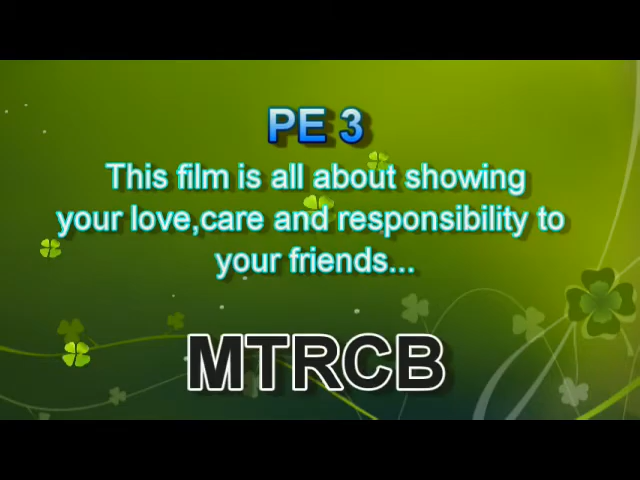 PE 3
This film is all about showing
your love,care and responsibility to
your friends...
MTRCB